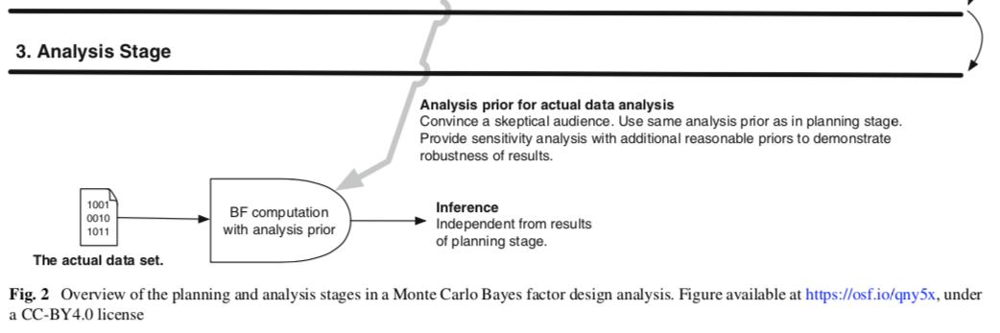 3. Analysis Stage
Analysis prior for actual data analysis
Convince a skeptical audience. Use same analysis prior as in planning stage.
Provide sensitivity analysis with additional reasonable priors to demonstrate
robustness of results.
1001
0010
1011
BF computation
with analysis prior
Inference
Independent from results
of planning stage.
The actual data set.
Fig. 2 Overview of the planning and analysis stages in a Monte Carlo Bayes factor design analysis. Figure available at https://osf.io/qny5x, under
a CC-BY4.0 license